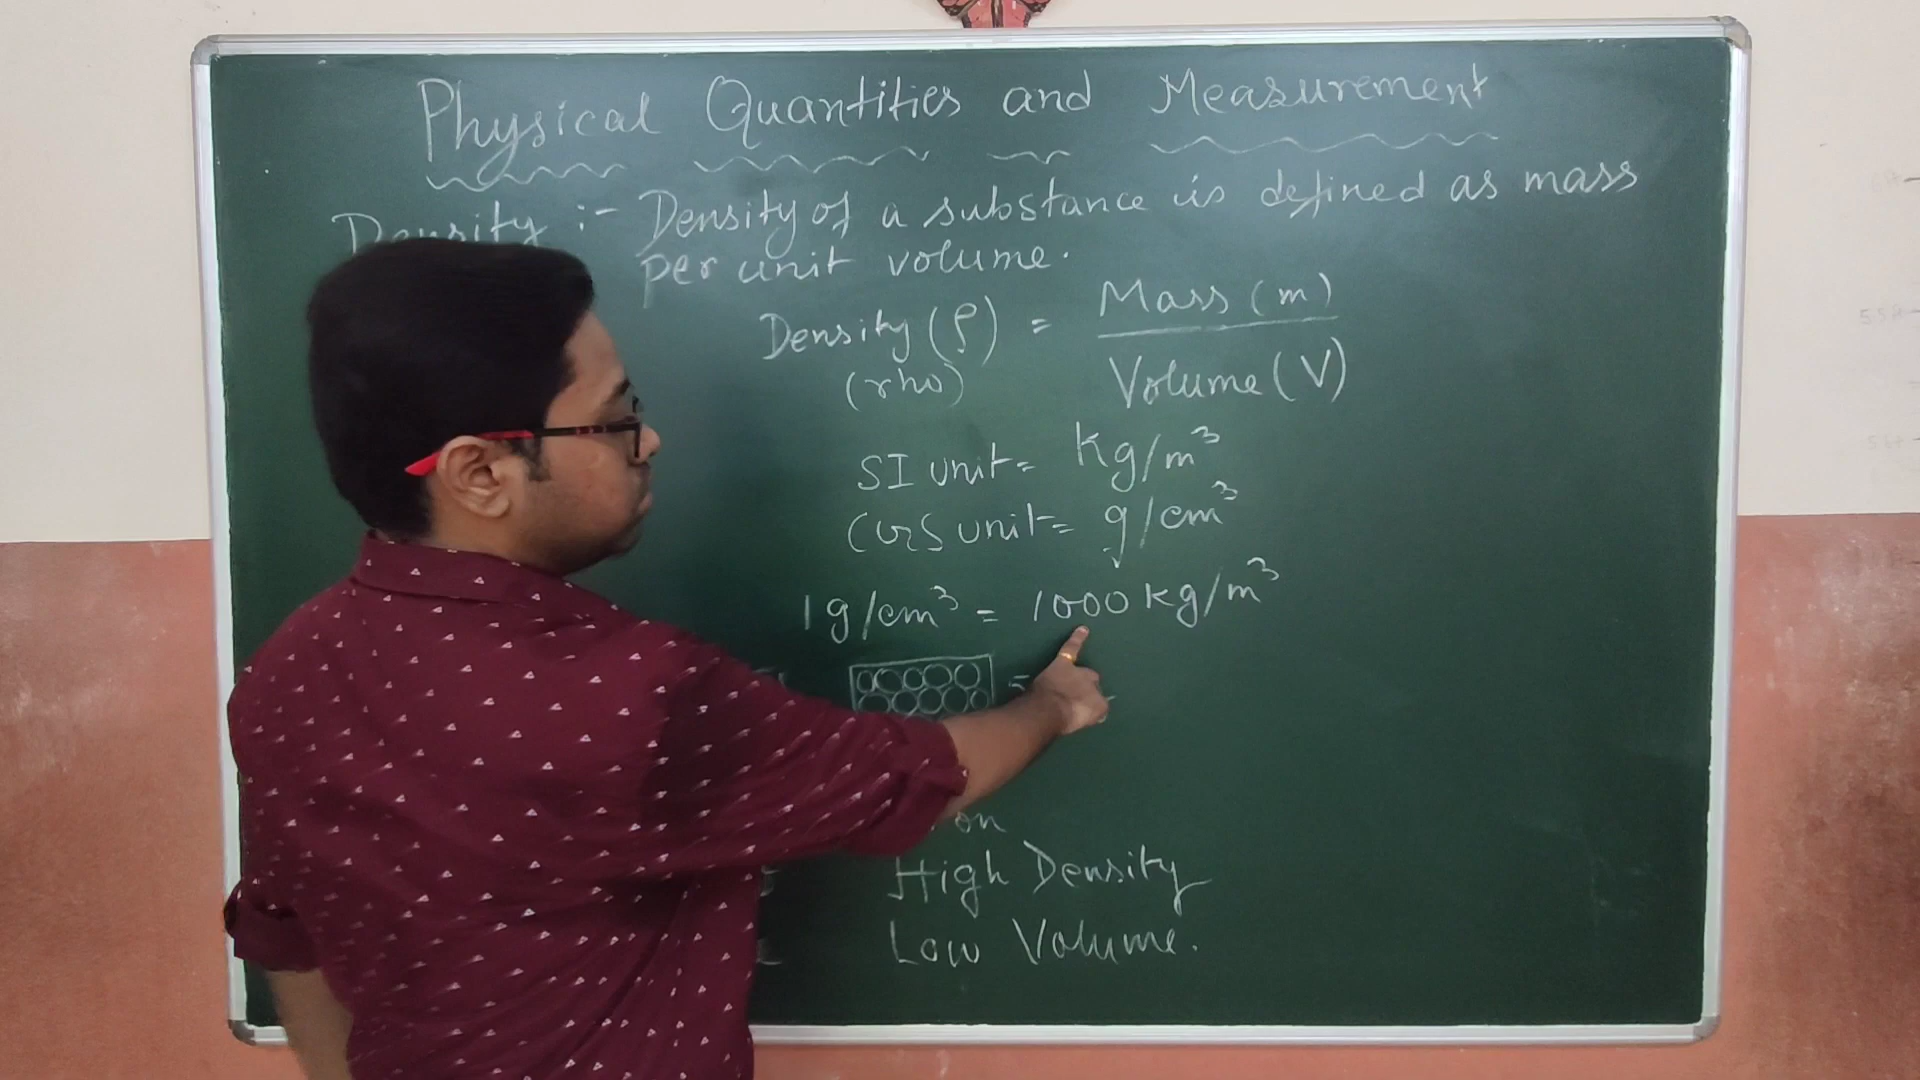 Physical Quantities and Measurement
Density :- Density of a substance is defined as mass
per unit volume.
Density (ρ) = Mass (m)
(rho) Volume (V)
SI unit = Kg/m³
CGS unit = g/cm³
1g/cm³ = 1000 kg/m³
High Density
Low Volume.